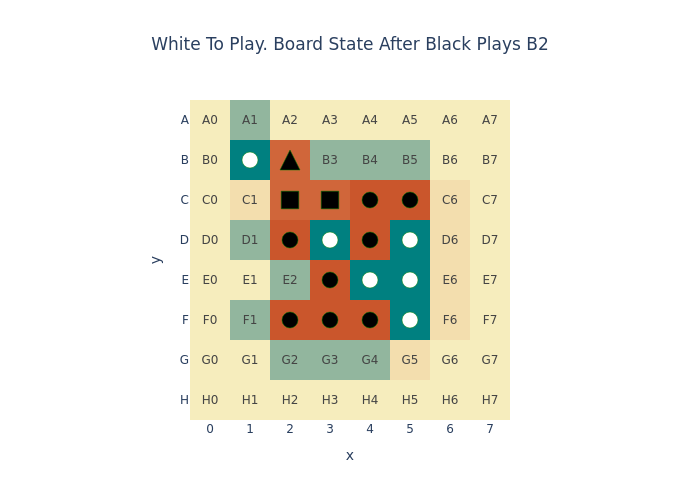 White To Play. Board State After Black Plays B2
A A0 A1 A2 A3 A4 A5 A6 A7
B B0 B3 B4 B5 B6 B7
C C0 C1 C6 C7
D D0 D1 D6 D7
E E0 E1 E2 E6 E7
F F0 F1 F6 F7
G G0 G1 G2 G3 G4 G5 G6 G7
H H0 H1 H2 H3 H4 H5 H6 H7
0 1 2 3 4 5 6 7
x
y